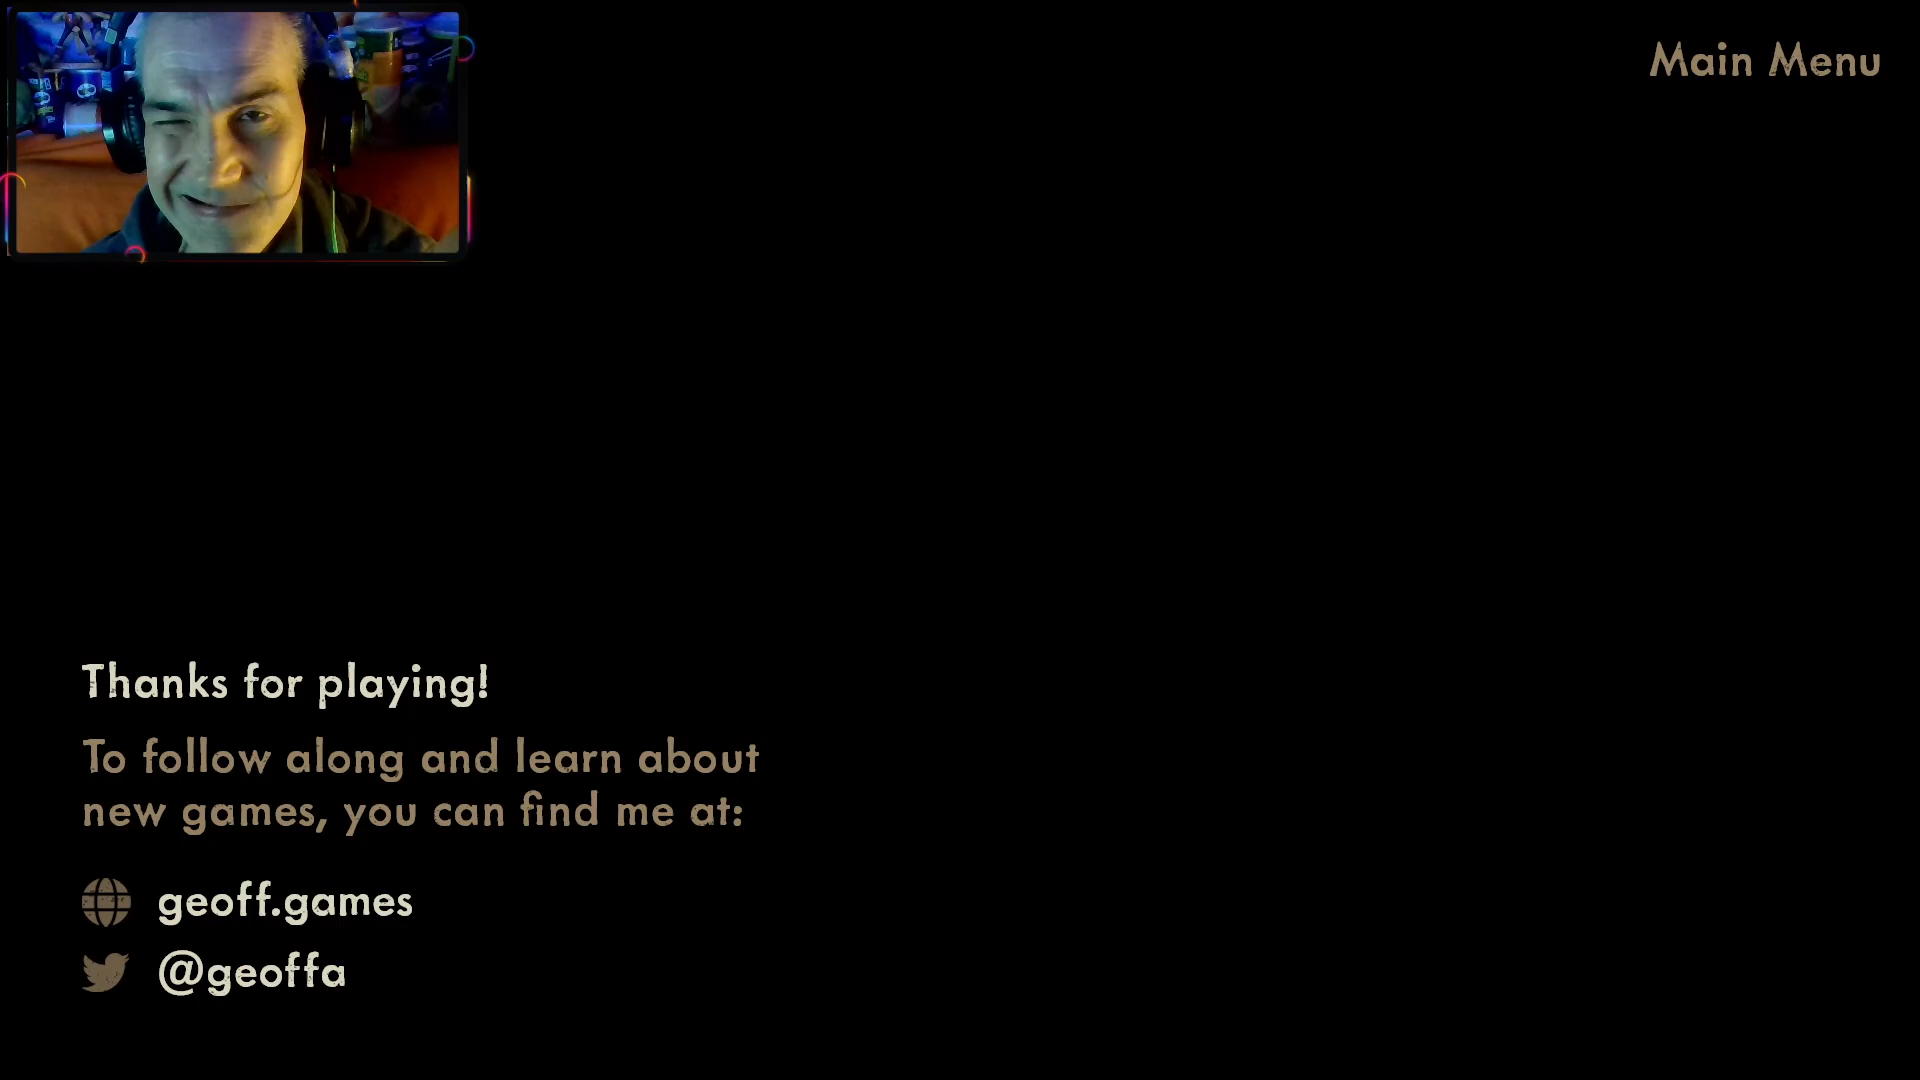 Main Menu
Thanks for playing!
To follow along and learn about
new games, you can find me at:
geoff.games
@geoffa